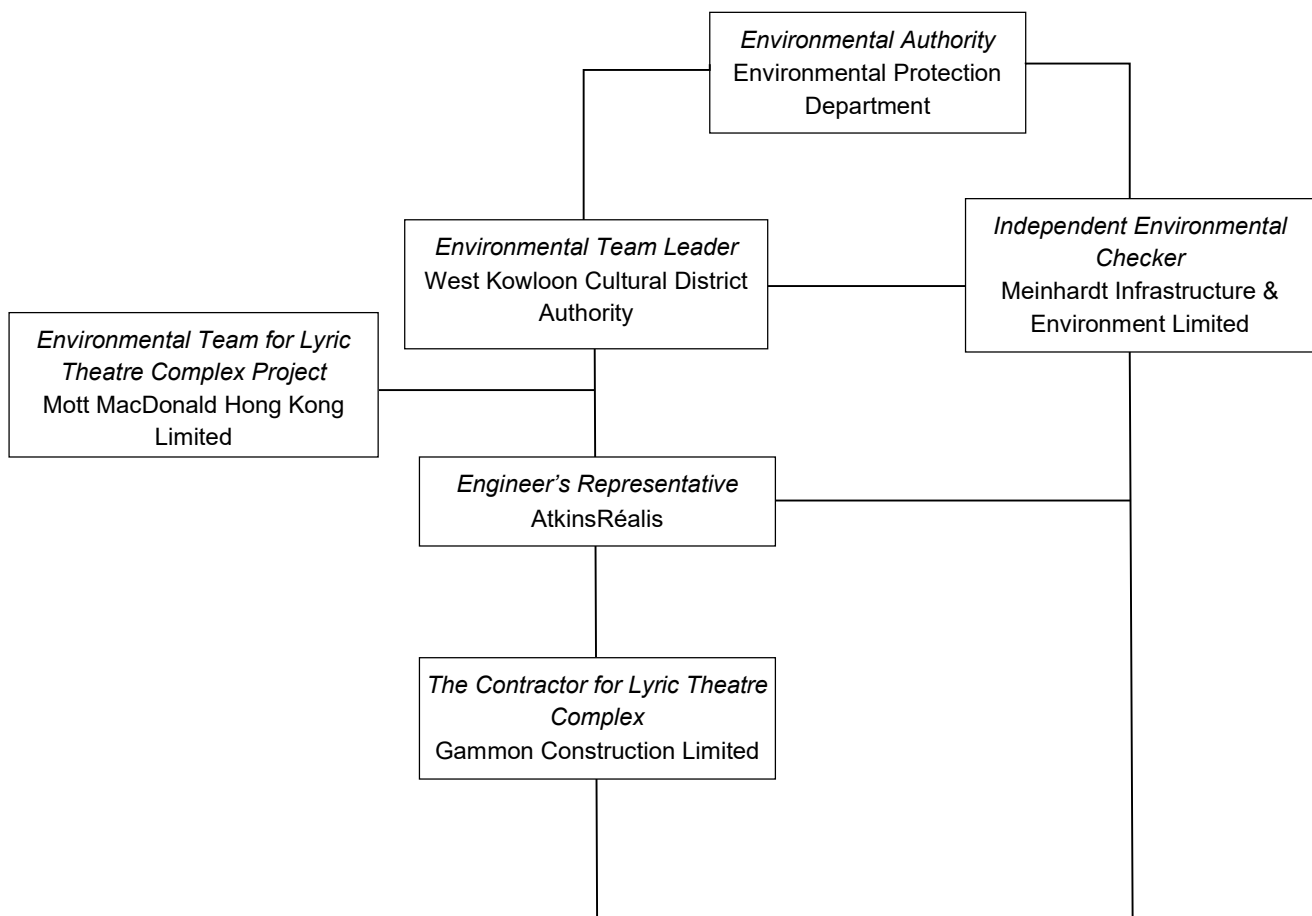 Environmental Authority
Environmental Protection
Department
Environmental Team Leader
West Kowloon Cultural District
Authority
Independent Environmental
Checker
Meinhardt Infrastructure &
Environment Limited
Environmental Team for Lyric
Theatre Complex Project
Mott MacDonald Hong Kong
Limited
Engineer’s Representative
AtkinsRéalis
The Contractor for Lyric Theatre
Complex
Gammon Construction Limited